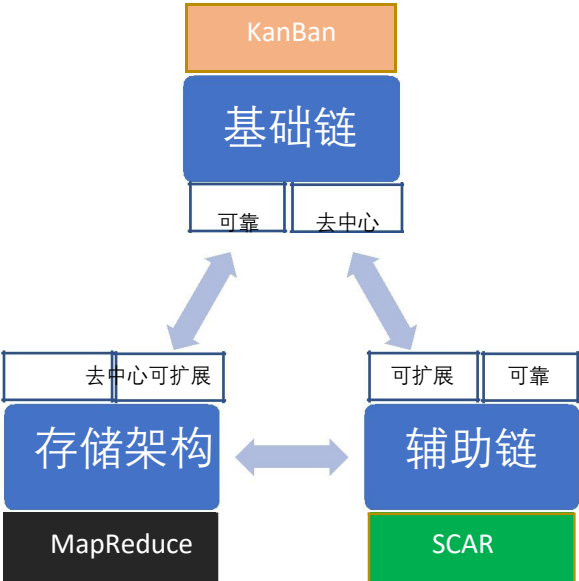 KanBan
基础链
可靠
去中心
去中心可扩展
可扩展
可靠
存储架构
辅助链
MapReduce
SCAR